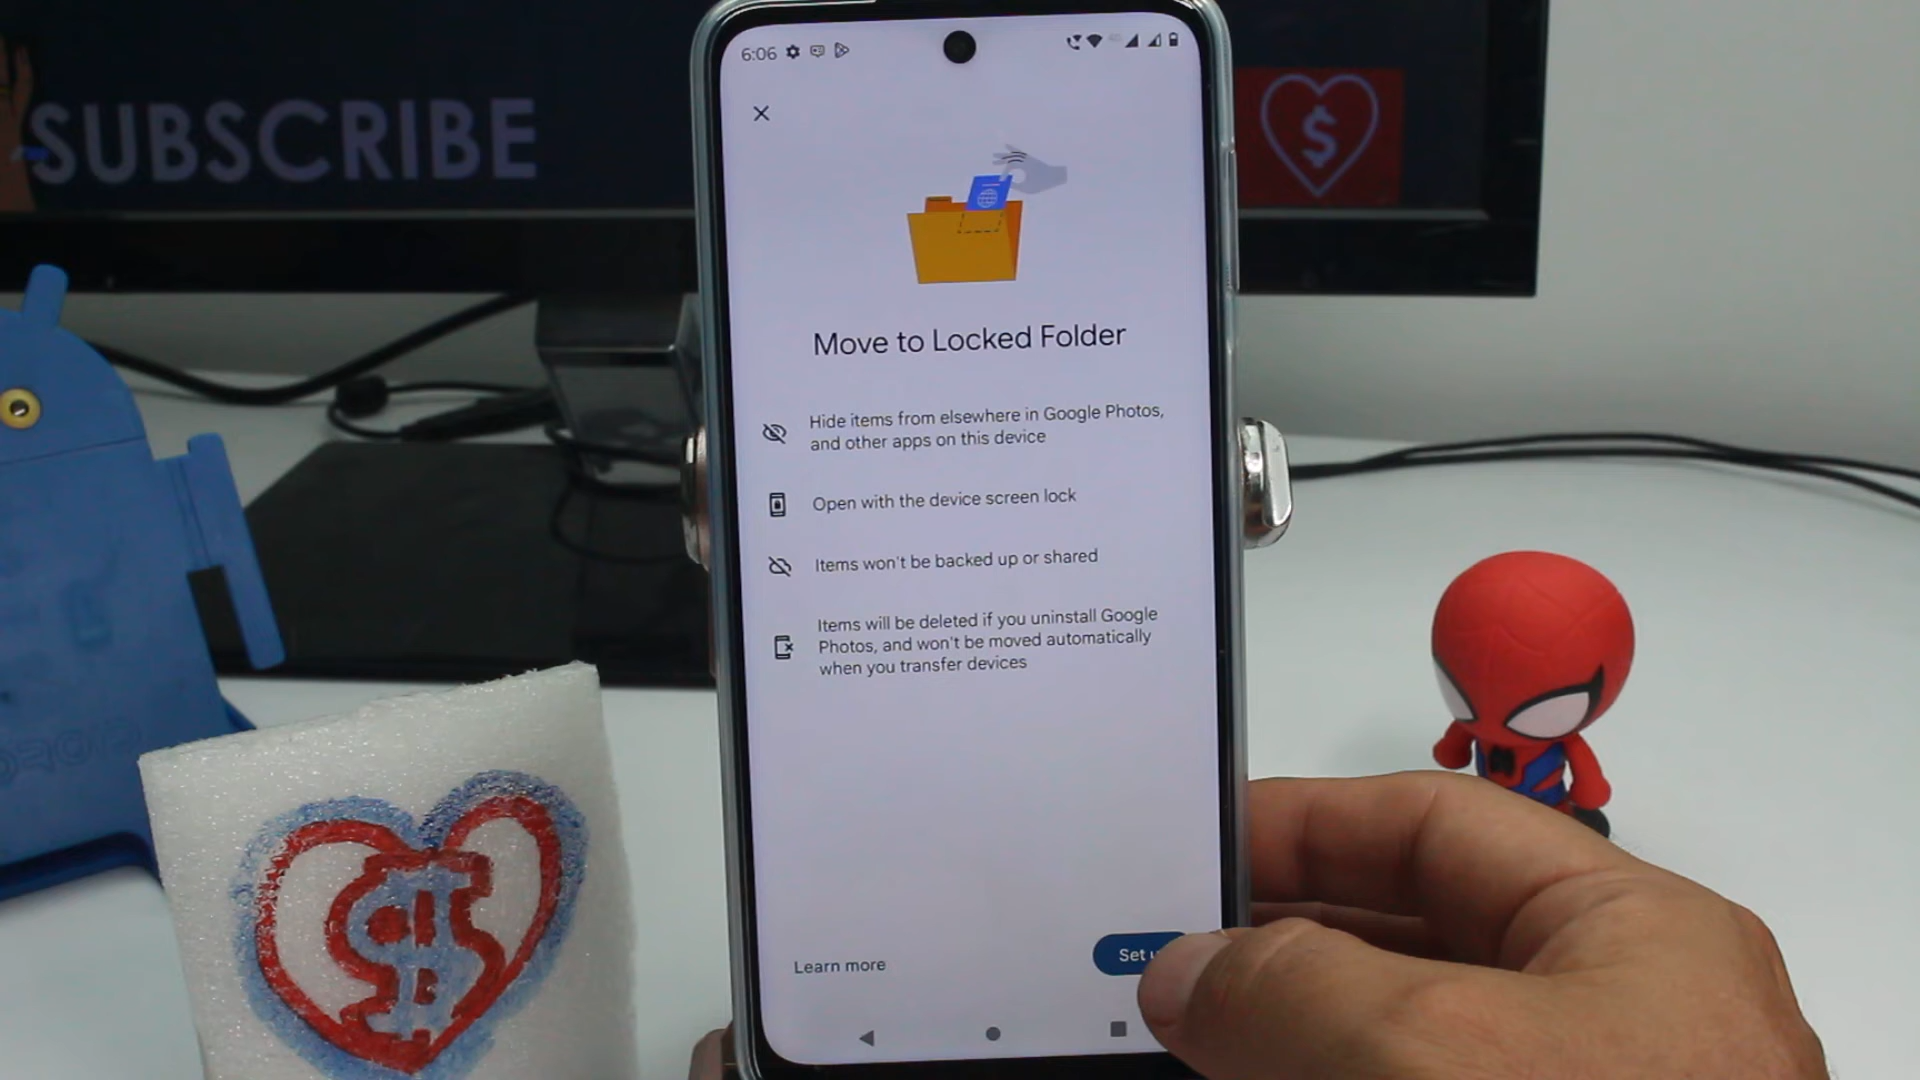 SUBSCRIBE
$
6:06
Move to Locked Folder
Hide items from elsewhere in Google Photos,
and other apps on this device
Open with the device screen lock
Items won't be backed up or shared
Items will be deleted if you uninstall Google
Photos, and won't be moved automatically
when you transfer devices
Learn more
Set